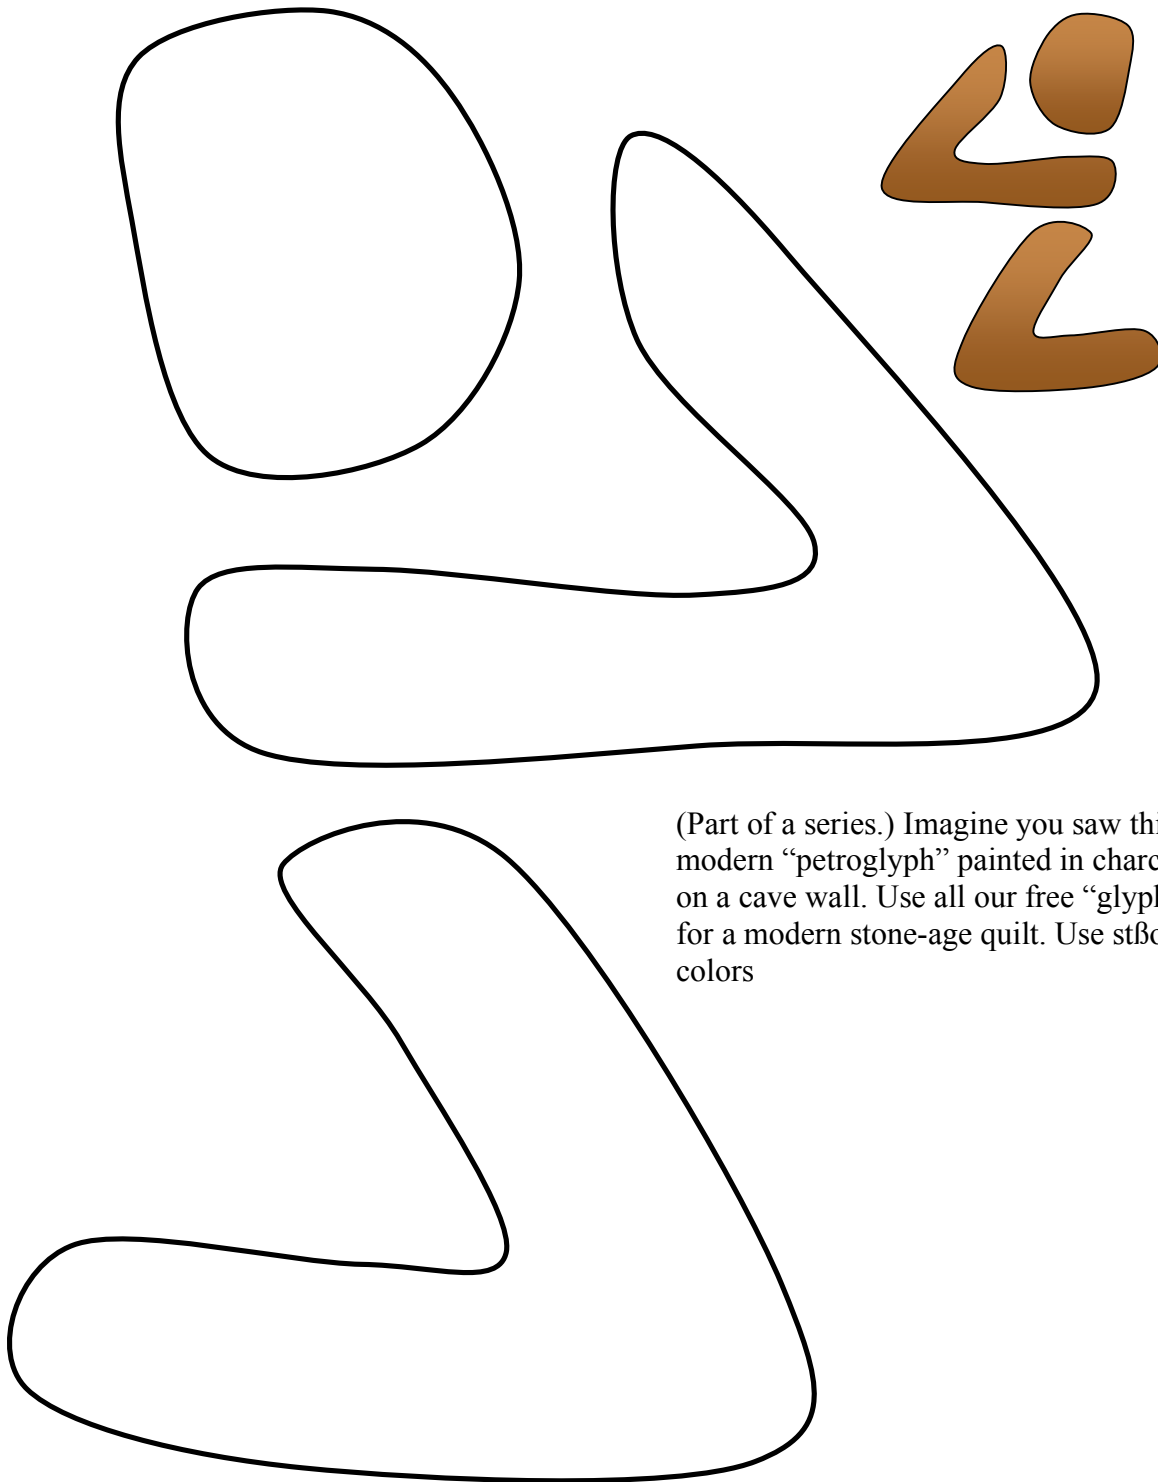 (Part of a series.) Imagine you saw thi
modern “petroglyph” painted in charc
on a cave wall. Use all our free “glyph
for a modern stone-age quilt. Use stßo
colors